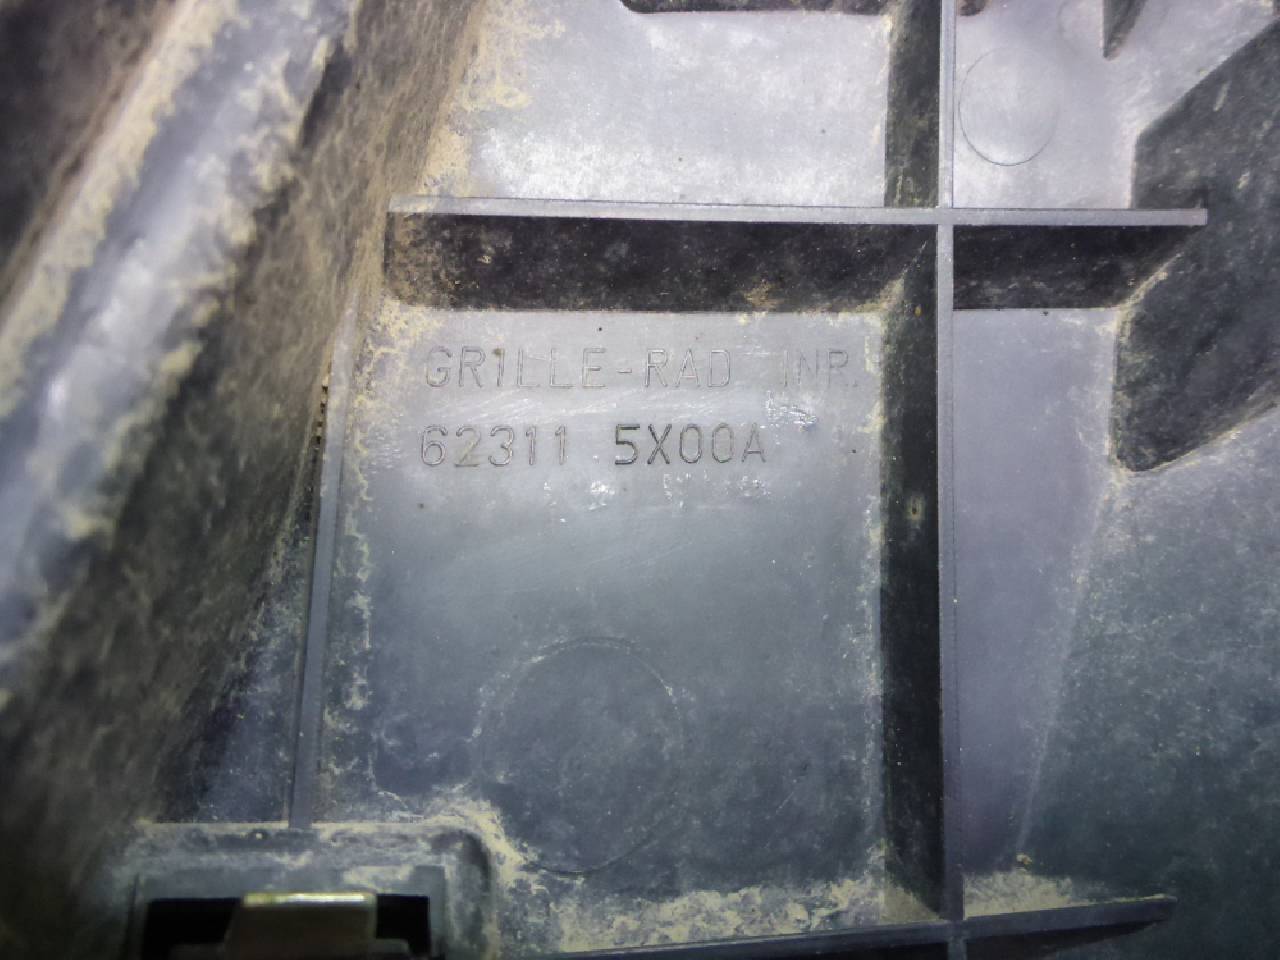 GRILLE-RAD INR.
62311 5X00A